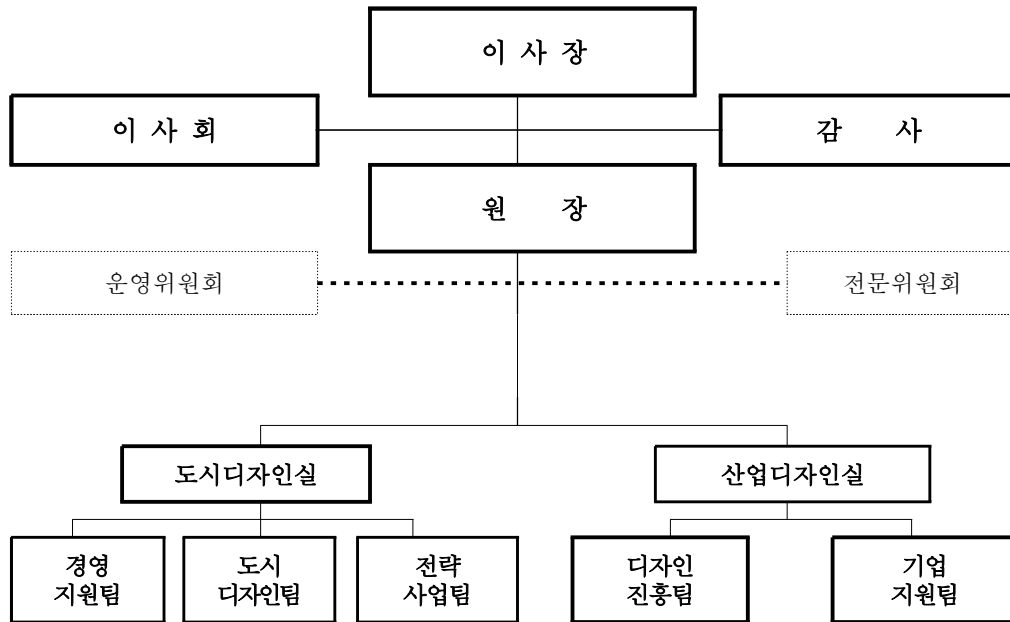 이 사 장
이 사 회
감 사
원 장
운영위원회
전문위원회
도시디자인실
산업디자인실
경영
지원팀
도시
디자인팀
전략
사업팀
디자인
진흥팀
기업
지원팀